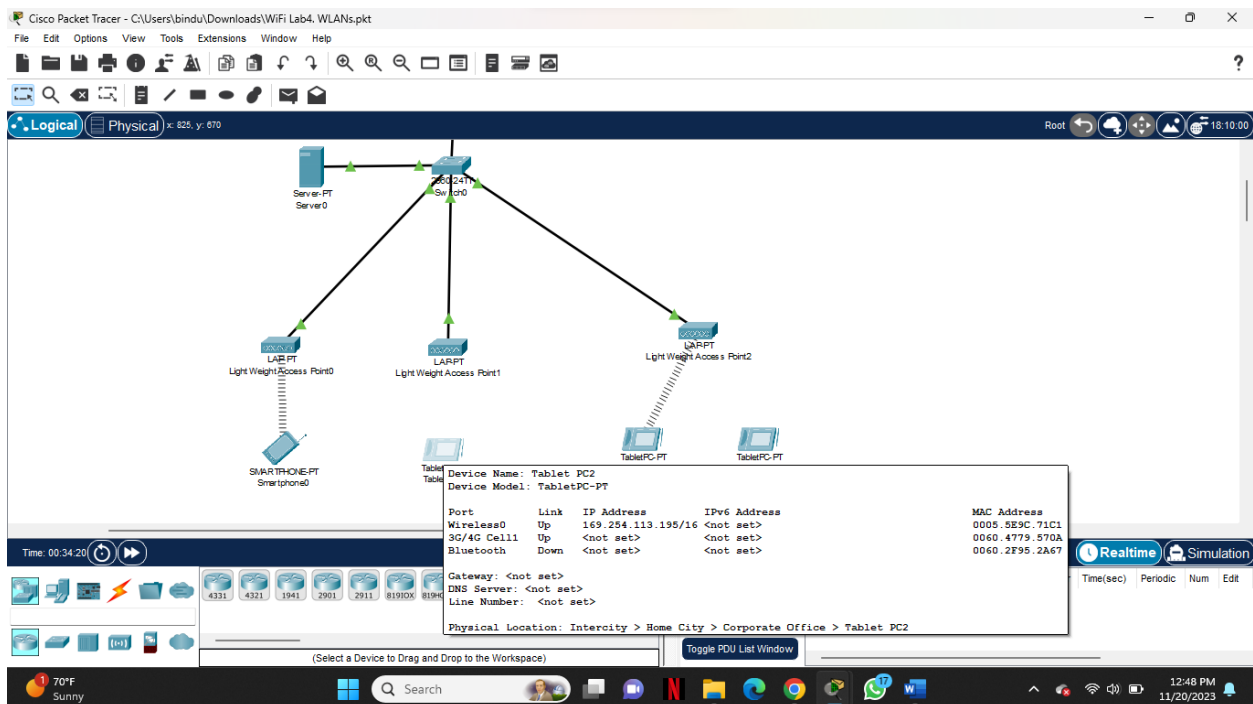 Cisco Packet Tracer - C:\Users\bindu\Downloads\WiFi Lab4. WLANs.pkt
File Edit Options View Tools Extensions Window Help
Logical Physical x: 825, y: 670 Root 18:10:00
Server-PT
Server0
2960-24TT
Switch0
LAP-PT
Light Weight Access Point0
LAP-PT
Light Weight Access Point1
LAP-PT
Light Weight Access Point2
SMARTPHONE-PT
Smartphone0
TabletPC-PT
TabletPC-PT
Device Name: Tablet PC2
Device Model: TabletPC-PT
Port Link IP Address IPv6 Address MAC Address
Wireless0 Up 169.254.113.195/16 <not set> 0005.5E9C.71C1
3G/4G Cell1 Up <not set> <not set> 0060.4779.570A
Bluetooth Down <not set> <not set> 0060.2F95.2A67
Gateway: <not set>
DNS Server: <not set>
Line Number: <not set>
Physical Location: Intercity > Home City > Corporate Office > Tablet PC2
Time: 00:34:20 Realtime Simulation
4331 4321 1941 2901 2911 819IOX
Time(sec) Periodic Num Edit
(Select a Device to Drag and Drop to the Workspace)
Toggle PDU List Window
1 70°F
Sunny
Search
17
12:48 PM
11/20/2023